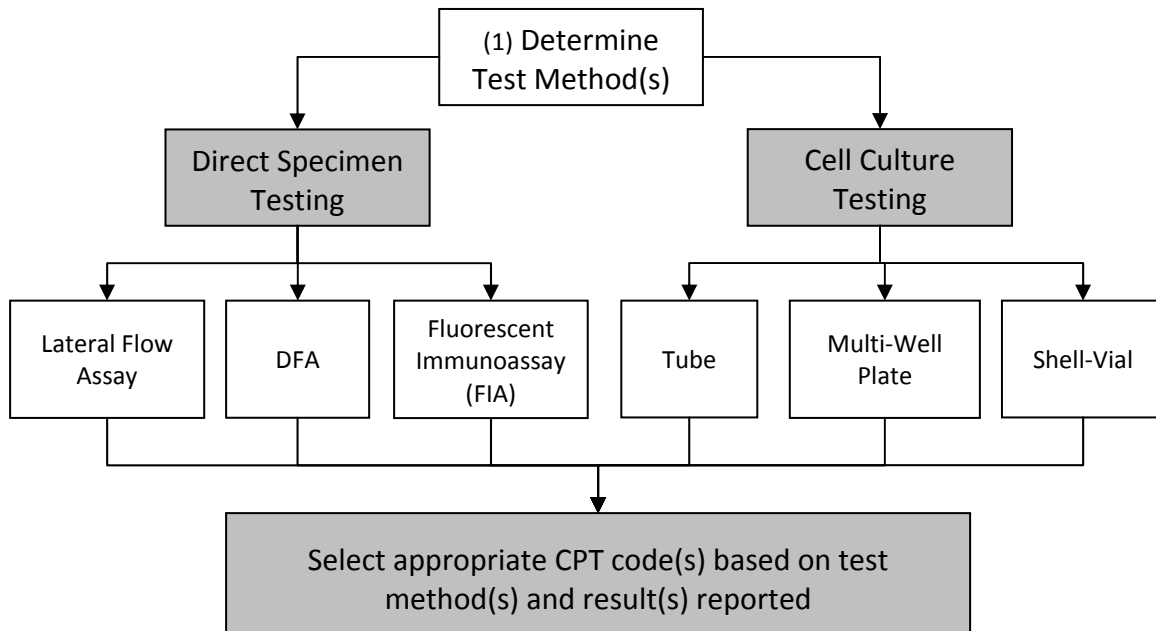 (1) Determine
Test Method(s)
Direct Specimen
Testing
Cell Culture
Testing
Lateral Flow
Assay
DFA
Fluorescent
Immunoassay
(FIA)
Tube
Multi-Well
Plate
Shell-Vial
Select appropriate CPT code(s) based on test
method(s) and result(s) reported